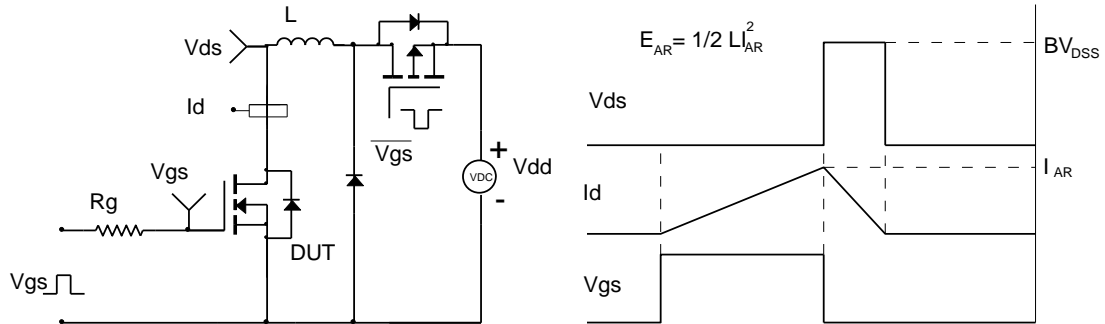 L
Vds
Id
Vgs
Vgs
Rg
DUT
Vgs
VDC
+
-
Vdd
E_AR= 1/2 LI_AR^2
BV_DSS
Vds
I_AR
Id
Vgs